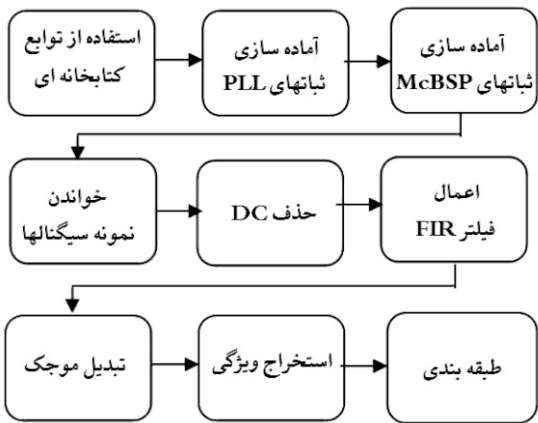 استفاده از توابع
کتابخانه ای
آماده سازی
ثباتهای PLL
آماده سازی
ثباتهای McBSP
خواندن
نمونه سیگنالها
حذف DC
اعمال
فیلتر FIR
تبدیل موجک
استخراج ویژگی
طبقه بندی